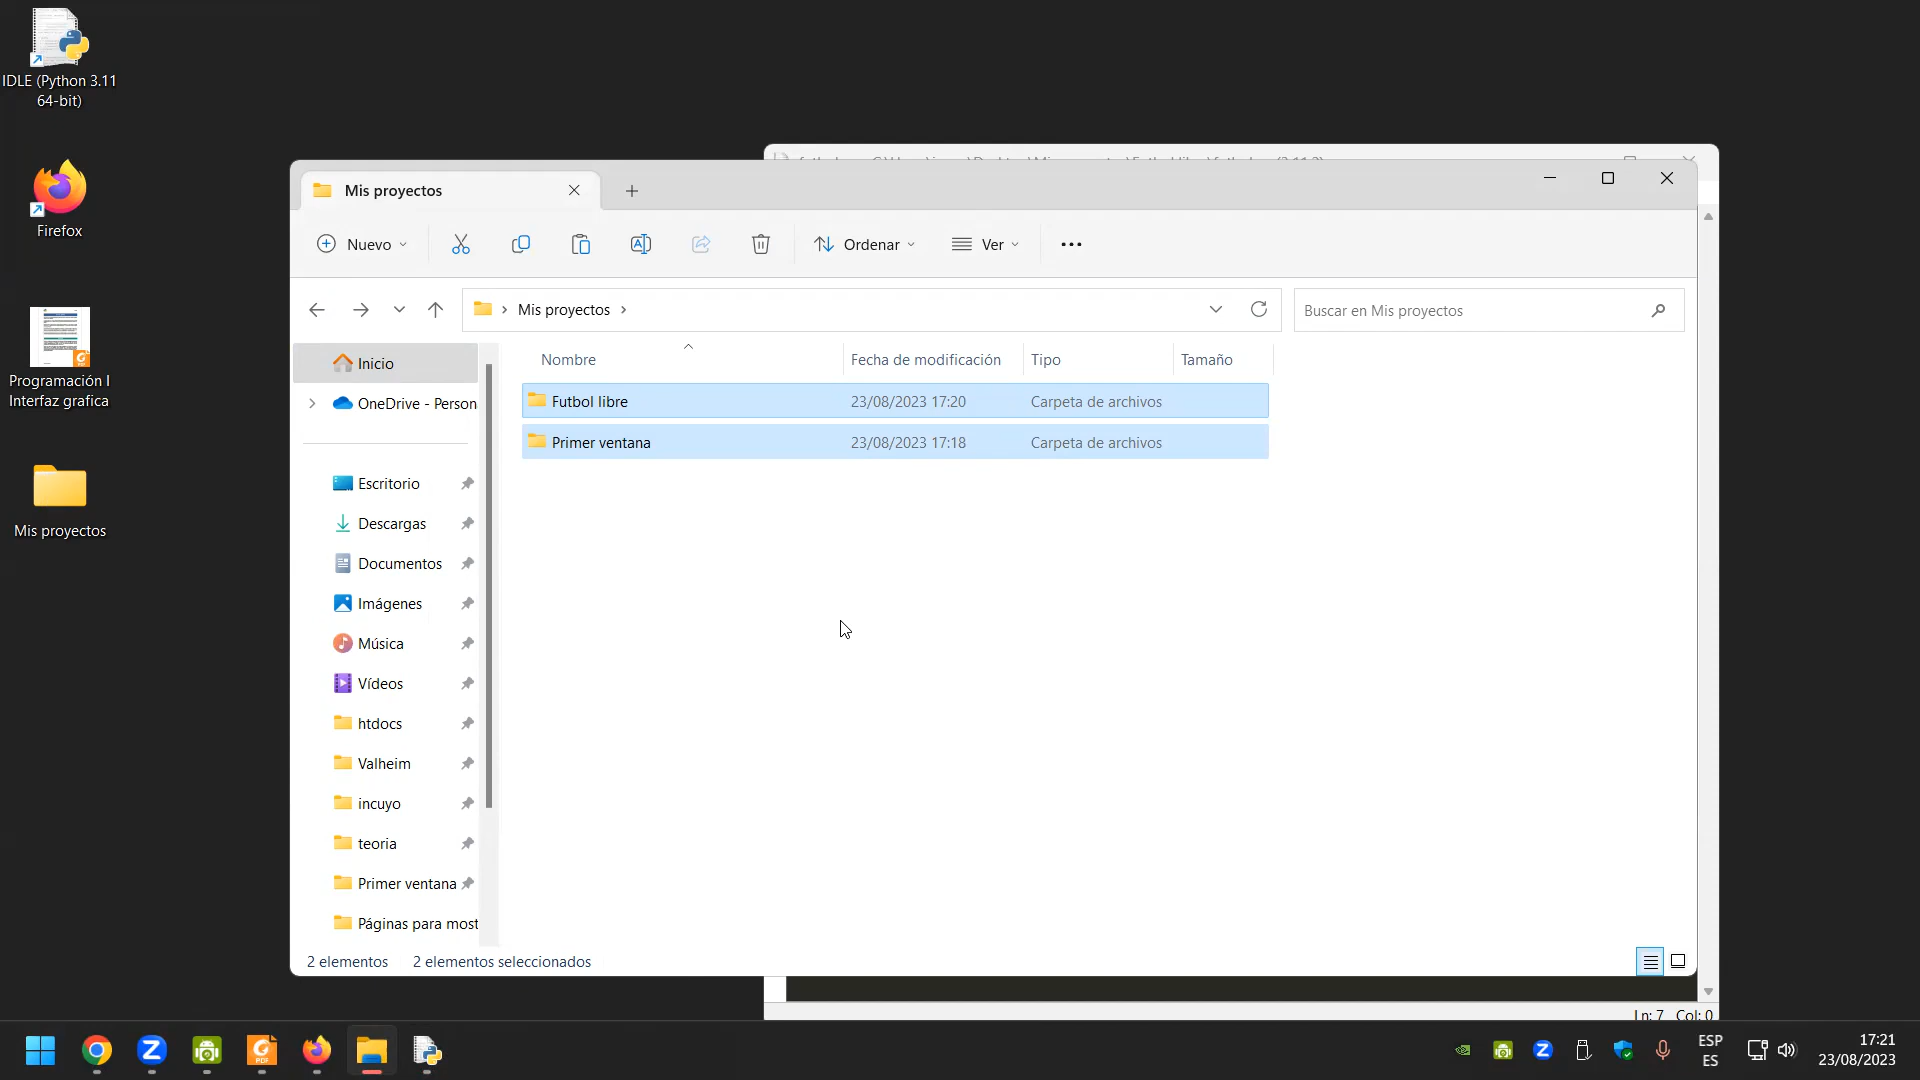 IDLE (Python 3.11
64-bit)
Firefox
Programación I
Interfaz grafica
Mis proyectos
Mis proyectos
Nuevo
Ordenar
Ver
Mis proyectos
Buscar en Mis proyectos
Inicio
OneDrive - Person
Escritorio
Descargas
Documentos
Imágenes
Música
Vídeos
htdocs
Valheim
incuyo
teoria
Primer ventana
Páginas para most
Nombre Fecha de modificación Tipo Tamaño
Futbol libre 23/08/2023 17:20 Carpeta de archivos
Primer ventana 23/08/2023 17:18 Carpeta de archivos
2 elementos 2 elementos seleccionados
Ln: 7 Col: 0
ESP
ES
17:21
23/08/2023